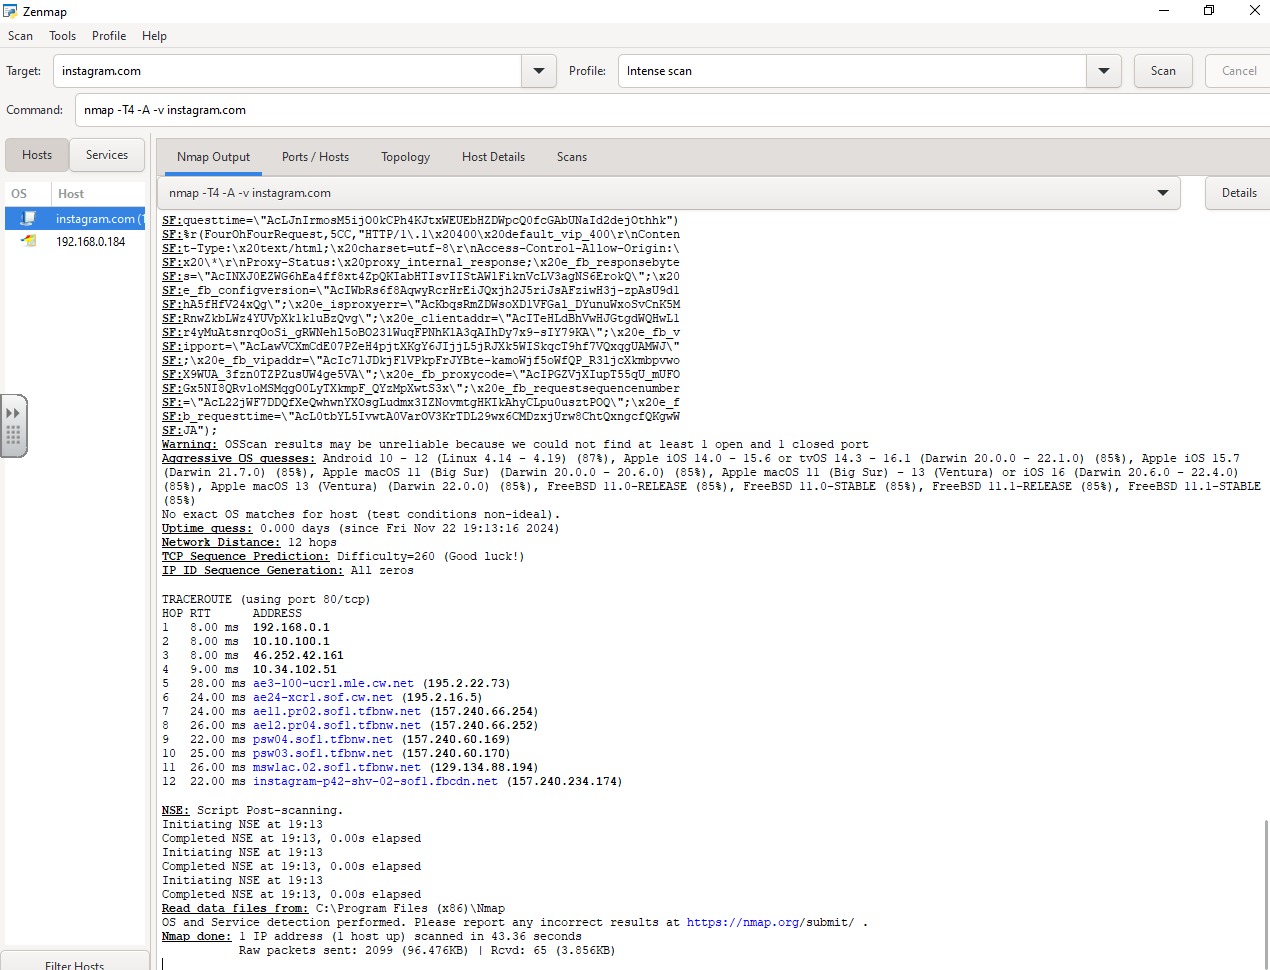 Zenmap
Scan Tools Profile Help
Target: instagram.com Profile: Intense scan Scan Cancel
Command: nmap -T4 -A -v instagram.com
Hosts Services
Nmap Output Ports / Hosts Topology Host Details Scans
OS Host
nmap -T4 -A -v instagram.com Details
instagram.com (1
192.168.0.184
SF:questtime=\"AcLJnIrmosM5ijO0kCPh4KJtxWEUEbHZDWpcQ0fcGAbUNaId2dejOthhk")
SF:%r(FourOhFourRequest,5CC,"HTTP/1\.1\x20400\x20default_vip_400\r\nConten
SF:t-Type:\x20text/html;\x20charset=utf-8\r\nAccess-Control-Allow-Origin:\
SF:x20\*\r\nProxy-Status:\x20proxy_internal_response;\x20e_fb_responsebyte
SF:s=\"AcINXJ0EZWG6hEa4ff8xt4ZpQKIabHTIsvIIStAWlFiknVcLV3agNS6ErokQ\";\x20
SF:e_fb_configversion=\"AcIWbRs6f8AqwyRcrHrEiJQxjh2J5riJsAFziwH3j-zpAsU9dl
SF:hA5fHfV24xQg\";\x20e_isproxyerr=\"AcKbqsRmZDWsoXDlVFGal_DYunuWxoSvCnK5M
SF:RnwZkbLWz4YUVpXklkluBzQvg\";\x20e_clientaddr=\"AcITeHLdBhVwHJGtgdWQHwLl
SF:r4yMuAtsnrqOoSi_gRWNehl5oBO231WuqFPNhKlA3qAIhDy7x9-sIY79KA\";\x20e_fb_v
SF:ipport=\"AcLawVCXmCdE07PZeH4pjtXKgY6JIjjL5jRJXk5WISkqcT9hf7VQxqgUAMWJ\"
SF:;\x20e_fb_vipaddr=\"AcIc7lJDkjFlVPkpFrJYBte-kamoWjf5oWfQP_R3ljcXkmbpvwo
SF:X9WUA_3fzn0TZPZusUW4ge5VA\";\x20e_fb_proxycode=\"AcIPGZVjXIupT55qU_mUFO
SF:Gx5NI8QRvloMSMqgO0LyTXkmpF_QYzMpXwtS3x\";\x20e_fb_requestsequencenumber
SF:=\"AcL22jWF7DDQfXeQwhwnYXOsgLudmx3IZNovmtgHKIkAhyCLpu0usztPOQ\";\x20e_f
SF:b_requesttime=\"AcL0tbYL5IvwtA0VarOV3KrTDL29wx6CMDzxjUrw8ChtQxngcfQKgwW
SF:JA");
Warning: OSScan results may be unreliable because we could not find at least 1 open and 1 closed port
Aggressive OS guesses: Android 10 - 12 (Linux 4.14 - 4.19) (87%), Apple iOS 14.0 - 15.6 or tvOS 14.3 - 16.1 (Darwin 20.0.0 - 22.1.0) (85%), Apple iOS 15.7
(Darwin 21.7.0) (85%), Apple macOS 11 (Big Sur) (Darwin 20.0.0 - 20.6.0) (85%), Apple macOS 11 (Big Sur) - 13 (Ventura) or iOS 16 (Darwin 20.6.0 - 22.4.0)
(85%), Apple macOS 13 (Ventura) (Darwin 22.0.0) (85%), FreeBSD 11.0-RELEASE (85%), FreeBSD 11.0-STABLE (85%), FreeBSD 11.1-RELEASE (85%), FreeBSD 11.1-STABLE
(85%)
No exact OS matches for host (test conditions non-ideal).
Uptime guess: 0.000 days (since Fri Nov 22 19:13:16 2024)
Network Distance: 12 hops
TCP Sequence Prediction: Difficulty=260 (Good luck!)
IP ID Sequence Generation: All zeros
TRACEROUTE (using port 80/tcp)
HOP RTT ADDRESS
1 8.00 ms 192.168.0.1
2 8.00 ms 10.10.100.1
3 8.00 ms 46.252.42.161
4 9.00 ms 10.34.102.51
5 28.00 ms ae3-100-ucr1.mle.cw.net (195.2.22.73)
6 24.00 ms ae24-xcr1.sof.cw.net (195.2.16.5)
7 24.00 ms ae11.pr02.sof1.tfbnw.net (157.240.66.254)
8 26.00 ms ae12.pr04.sof1.tfbnw.net (157.240.66.252)
9 22.00 ms psw04.sof1.tfbnw.net (157.240.60.169)
10 25.00 ms psw03.sof1.tfbnw.net (157.240.60.170)
11 26.00 ms msw1ac.02.sof1.tfbnw.net (129.134.88.194)
12 22.00 ms instagram-p42-shv-02-sof1.fbcdn.net (157.240.234.174)
NSE: Script Post-scanning.
Initiating NSE at 19:13
Completed NSE at 19:13, 0.00s elapsed
Initiating NSE at 19:13
Completed NSE at 19:13, 0.00s elapsed
Initiating NSE at 19:13
Completed NSE at 19:13, 0.00s elapsed
Read data files from: C:\Program Files (x86)\Nmap
OS and Service detection performed. Please report any incorrect results at https://nmap.org/submit/ .
Nmap done: 1 IP address (1 host up) scanned in 43.36 seconds
Raw packets sent: 2099 (96.476KB) | Rcvd: 65 (3.856KB)
Filter Hosts